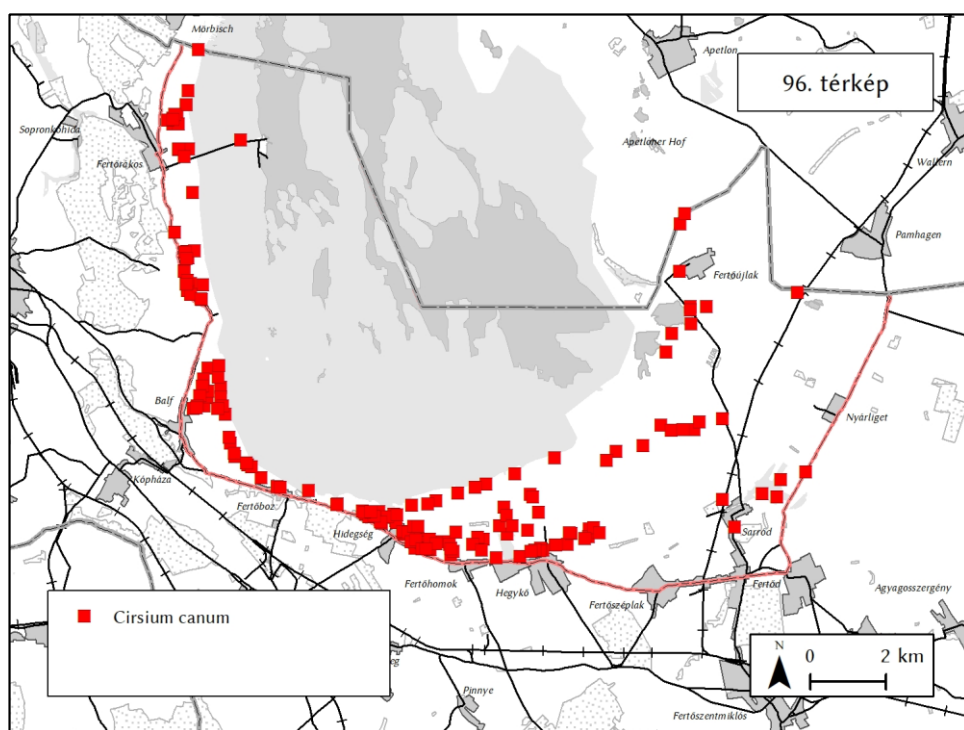 Mörbisch
Apetlon
96. térkép
Sopronkőhida
Fertőrákos
Apetloner Hof
Wallern
Pamhagen
Fertőújlak
Balf
Nyárliget
Kópháza
Fertőboz
Hidegség
Sarród
Fertőhomok
Hegykő
Fertőszéplak
Fertőd
Agyagosszergény
Cirsium canum
N
0 2 km
Pinnye
Fertőszentmiklós